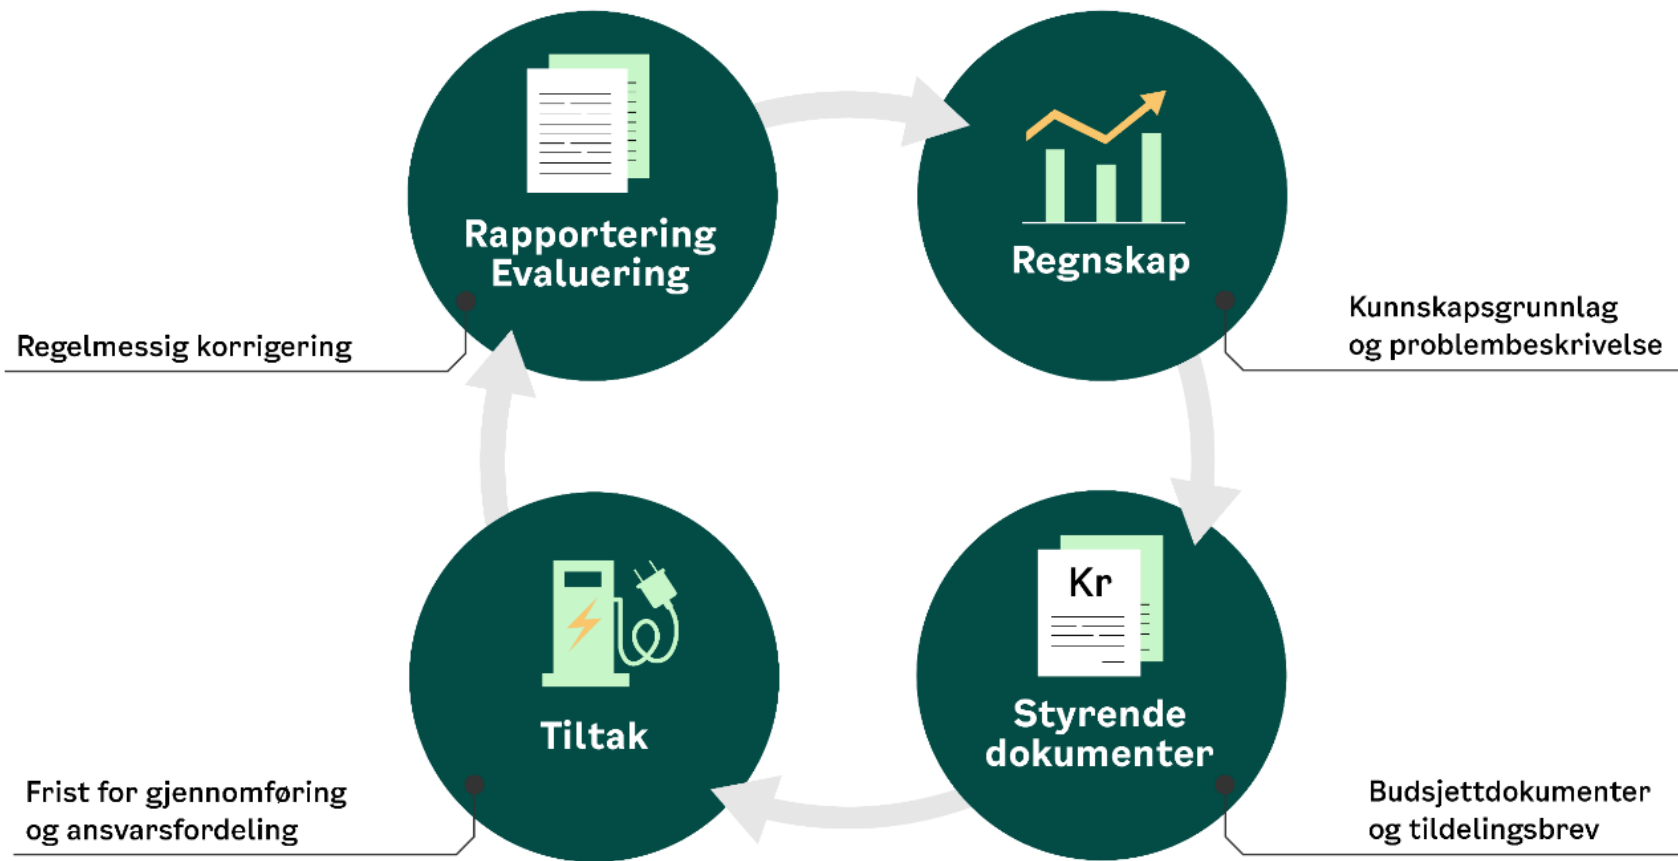 Rapportering
Evaluering
Regelmessig korrigering
Regnskap
Kunnskapsgrunnlag
og problembeskrivelse
Kr
Styrende
dokumenter
Budsjettdokumenter
og tildelingsbrev
Tiltak
Frist for gjennomføring
og ansvarsfordeling